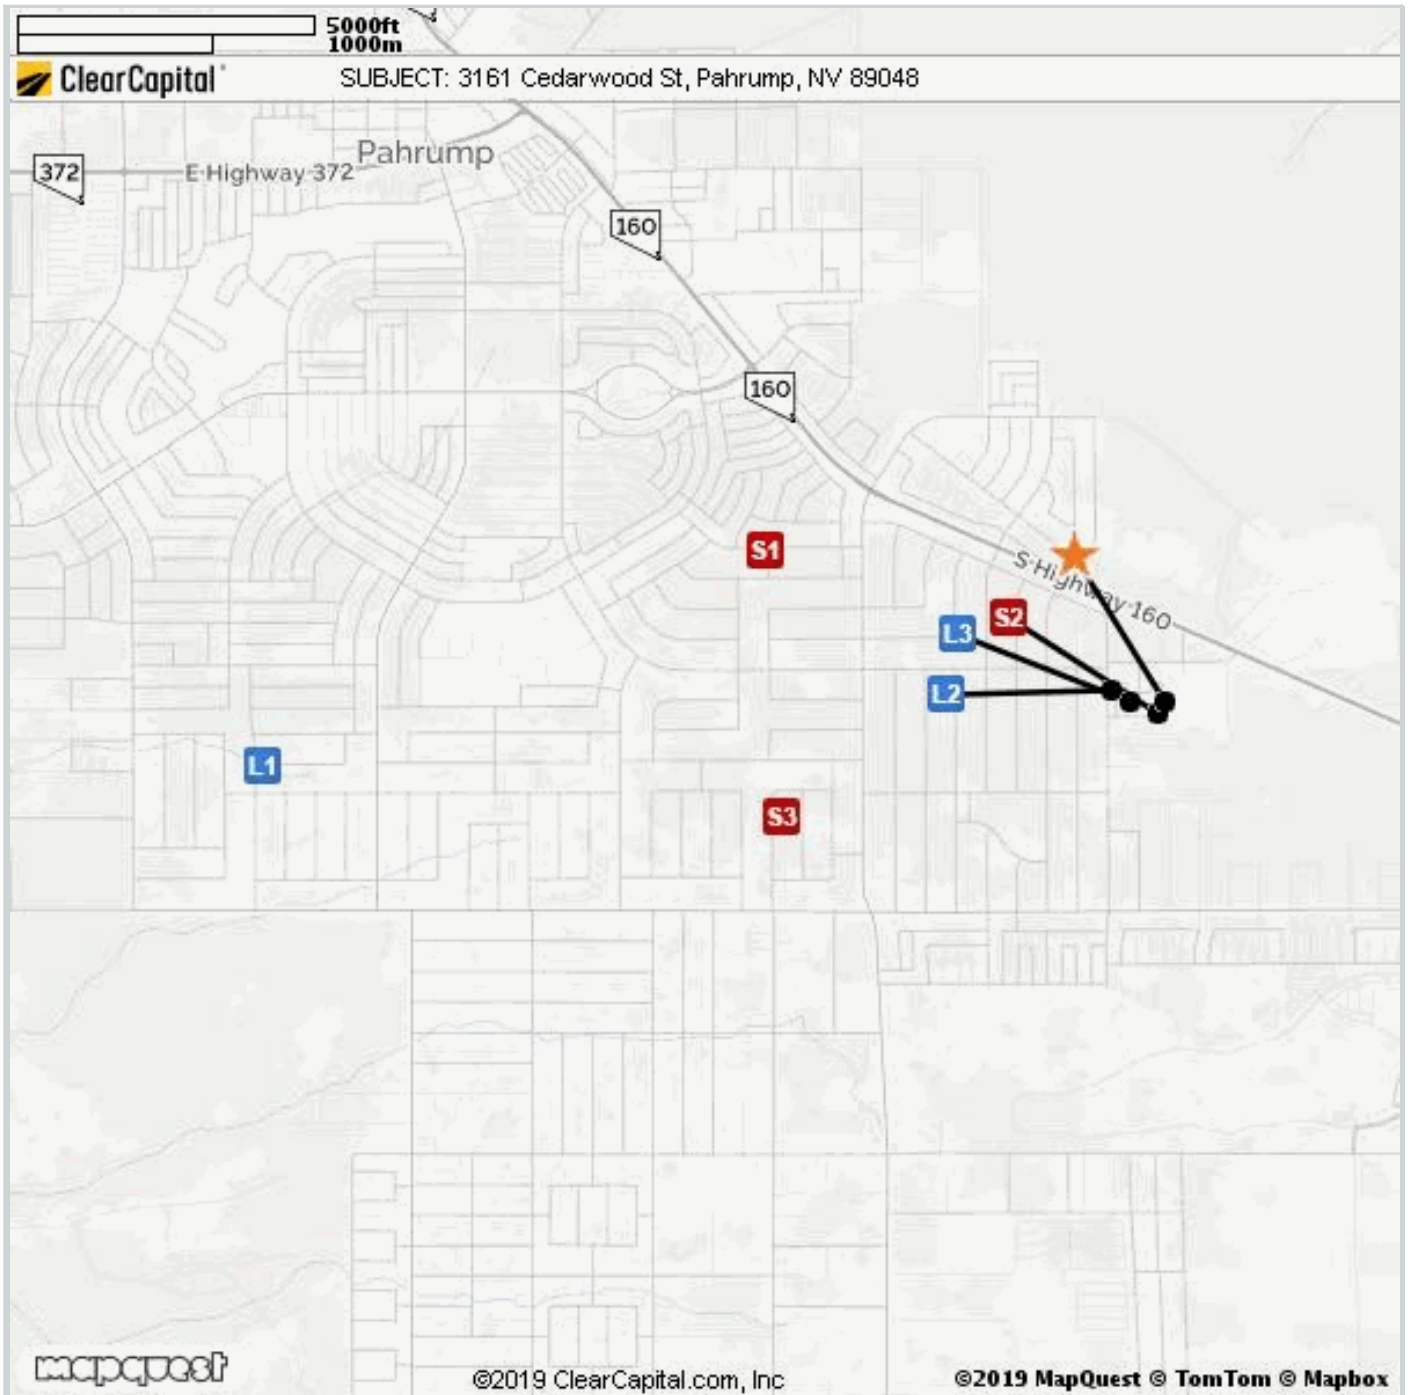 5000ft
1000m
ClearCapital
SUBJECT: 3161 Cedarwood St, Pahrump, NV 89048
Pahrump
372
E Highway 372
160
160
S1
S Highway 160
S2
L3
L2
L1
S3
mapquest
©2019 ClearCapital.com, Inc
©2019 MapQuest © TomTom © Mapbox